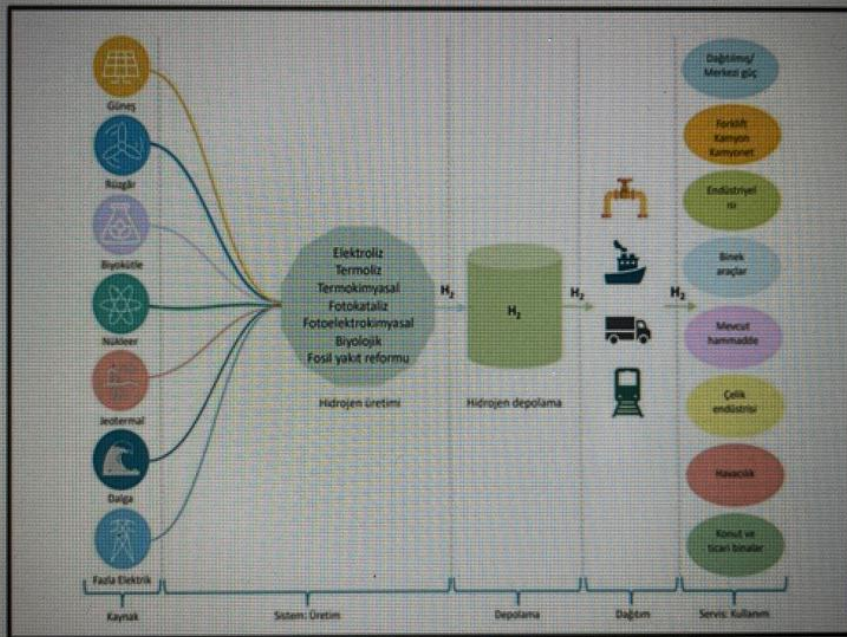 Güneş
Rüzgâr
Biyokütle
Nükleer
Jeotermal
Dalga
Fazla Elektrik
Elektroliz
Termoliz
Termokimyasal
Fotokataliz
Fotoelektrokimyasal
Biyolojik
Fosil yakıt reformu
Hidrojen üretimi
H₂
H₂
Hidrojen depolama
H₂
H₂
Dağıtılmış/
Merkezi güç
Forklift
Kamyon
Kamyonet
Endüstriyel
ısı
Binek
araçlar
Mevcut
hammadde
Çelik
endüstrisi
Havacılık
Konut ve
ticari binalar
Kaynak
Sistem: Üretim
Depolama
Dağıtım
Servis: Kullanım